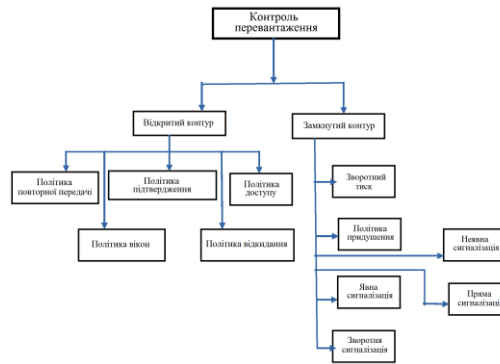 Контроль
перевантаження
Відкритий контур
Замкнутий контур
Політика
повторної передачі
Політика
підтвердження
Політика
доступу
Політика вікон
Політика відкидання
Зворотний
тиск
Політика
придушення
Неявна
сигналізація
Явна
сигналізація
Пряма
сигналізація
Зворотня
сигналізація